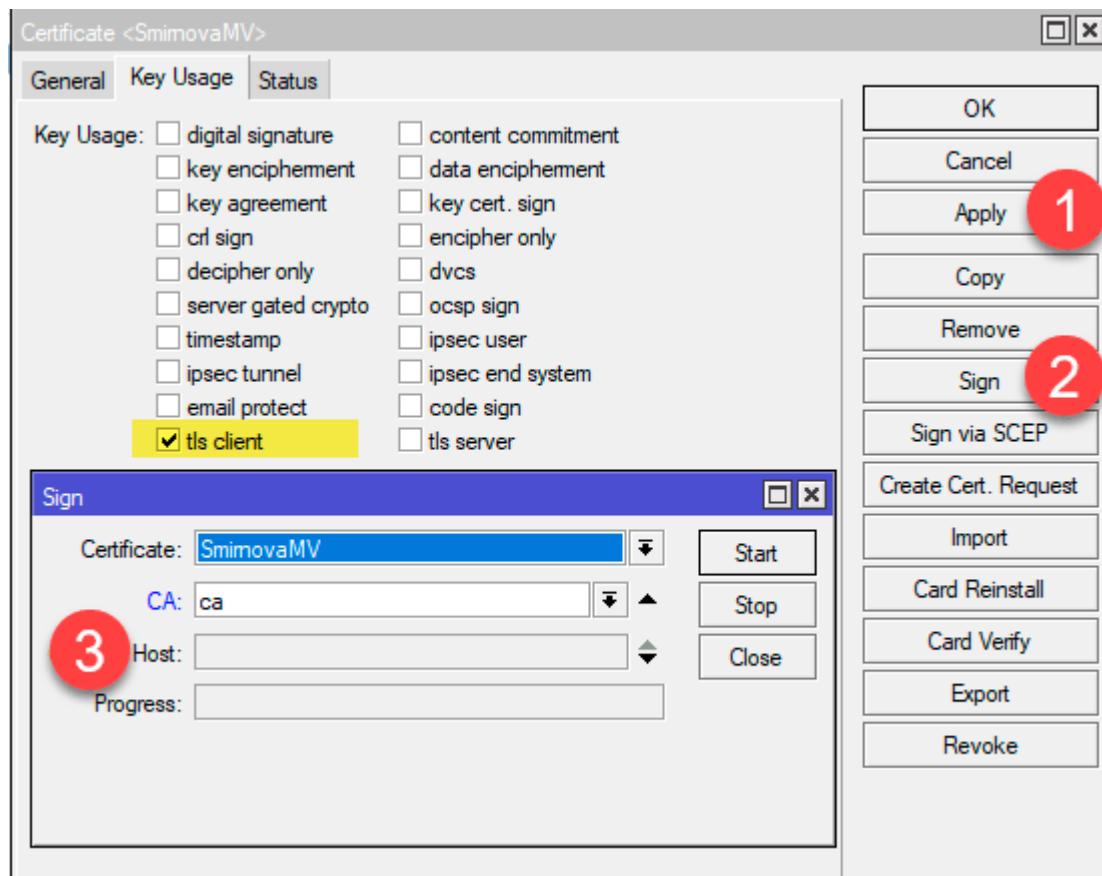 Certificate <SmirnovaMV>
General Key Usage Status
Key Usage: digital signature content commitment
key encipherment data encipherment
key agreement key cert. sign
crl sign encipher only
decipher only dvcs
server gated crypto ocsp sign
timestamp ipsec user
ipsec tunnel ipsec end system
email protect code sign
tls client tls server
OK
Cancel
Apply 1
Copy
Remove
Sign 2
Sign via SCEP
Create Cert. Request
Import
Card Reinstall
Card Verify
Export
Revoke
Sign
Certificate: SmirnovaMV Start
CA: ca Stop
3 Host: Close
Progress: